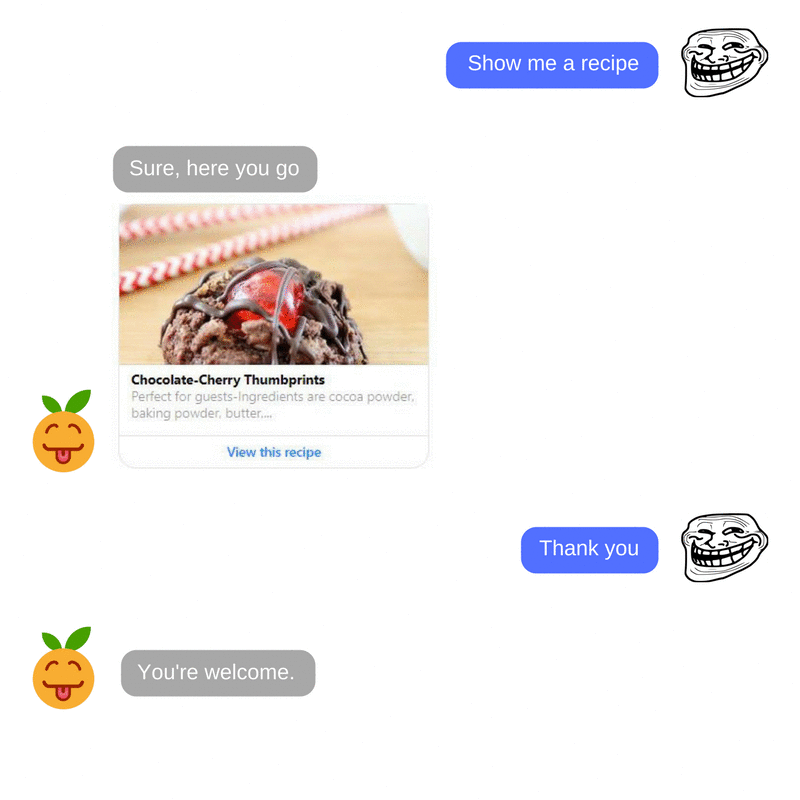 Show me a recipe
Sure, here you go
Chocolate-Cherry Thumbprints
Perfect for guests-Ingredients are cocoa powder,
baking powder, butter,...
View this recipe
Thank you
You're welcome.